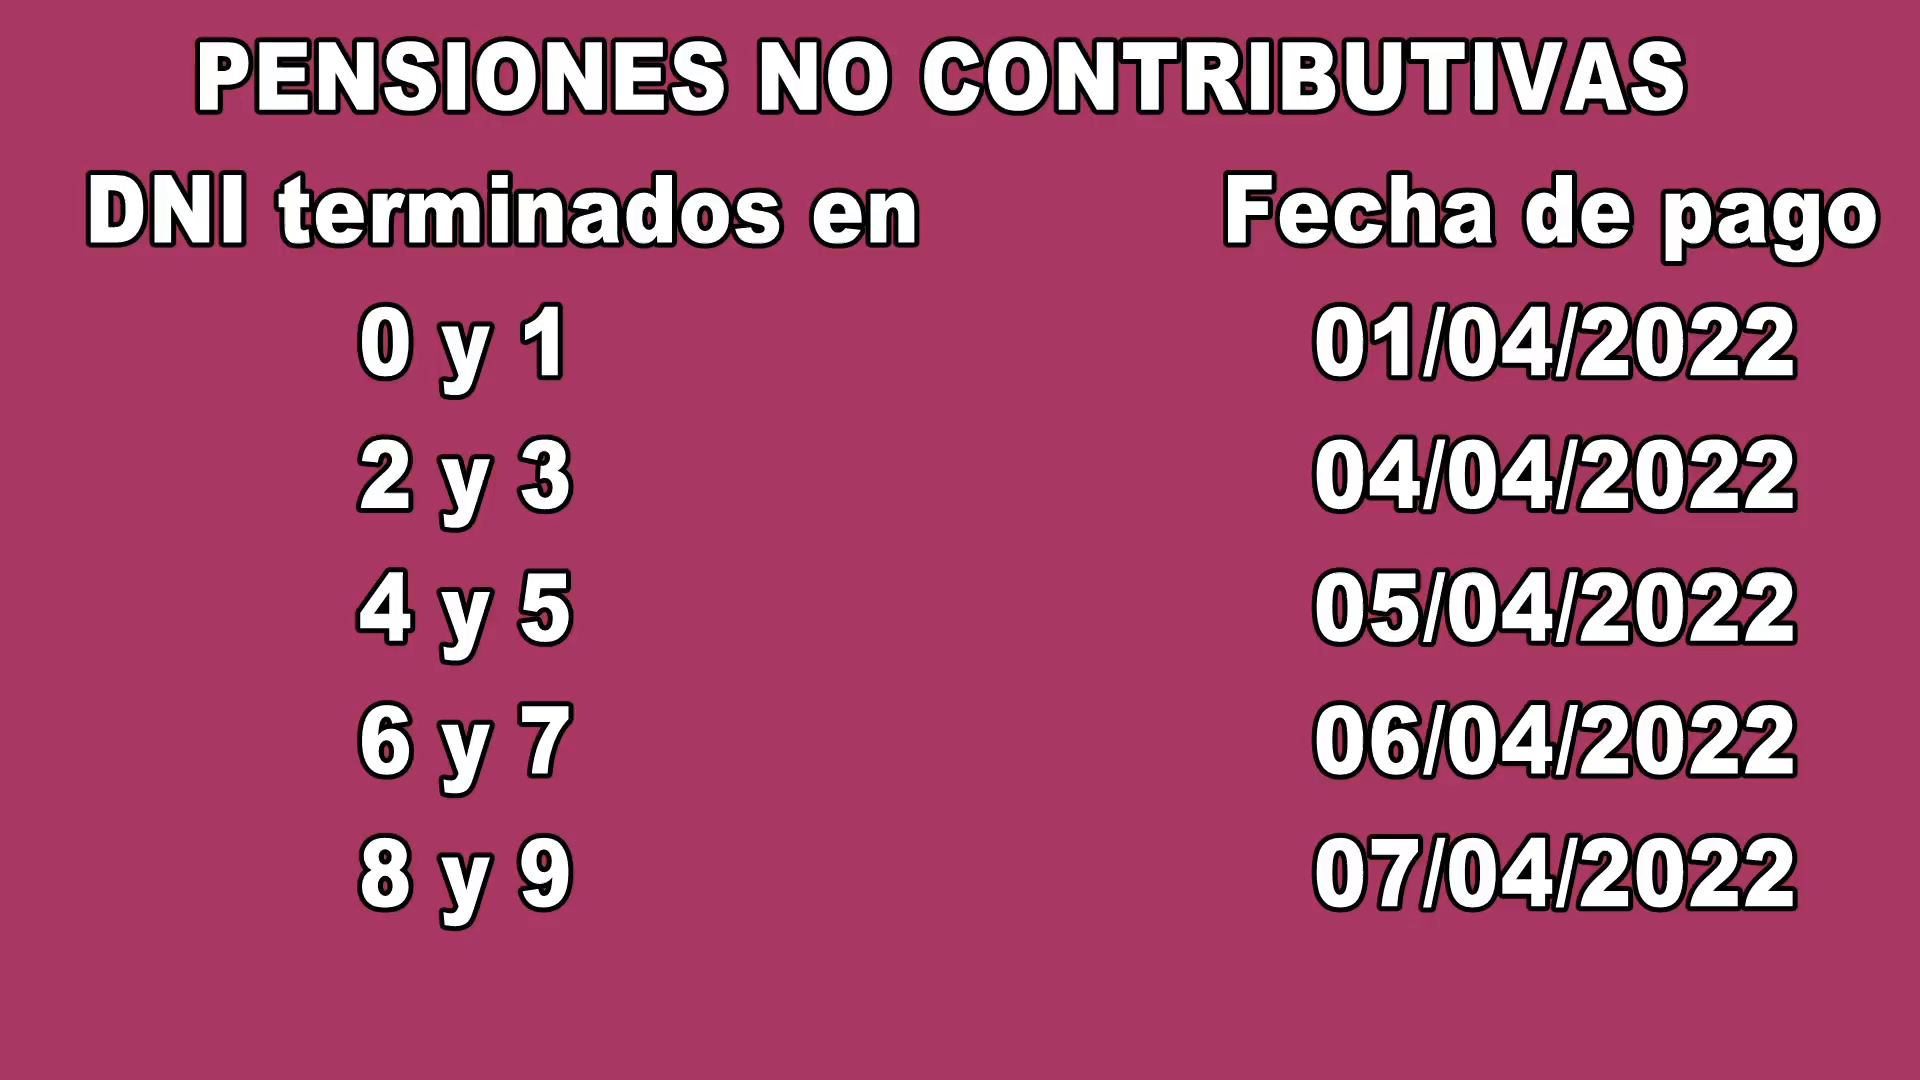 PENSIONES NO CONTRIBUTIVAS
DNI terminados en Fecha de pago
0 y 1 01/04/2022
2 y 3 04/04/2022
4 y 5 05/04/2022
6 y 7 06/04/2022
8 y 9 07/04/2022